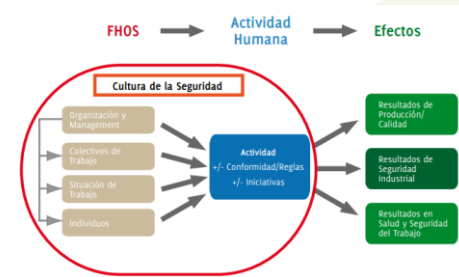 FHOS
Actividad
Humana
Efectos
Cultura de la Seguridad
Organización y
Management
Colectivos de
Trabajo
Situación de
Trabajo
Individuos
Actividad
+/- Conformidad/Reglas
+/- Iniciativas
Resultados de
Producción/
Calidad
Resultados de
Seguridad
Industrial
Resultados en
Salud y Seguridad
del Trabajo